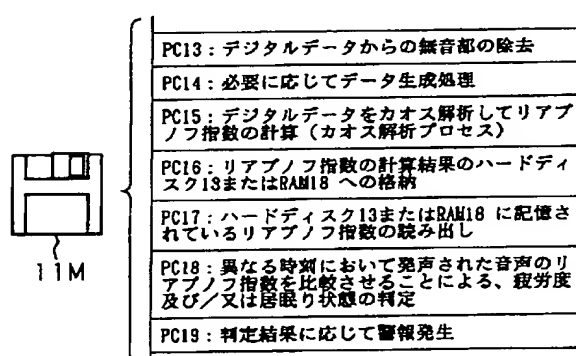 PC13：デジタルデータからの無音部の除去
PC14：必要に応じてデータ生成処理
PC15：デジタルデータをカオス解析してリアプ
ノフ指数の計算（カオス解析プロセス）
PC16：リアプノフ指数の計算結果のハードディ
スク13またはRAM18 への格納
PC17：ハードディスク13またはRAM18 に記憶さ
れているリアプノフ指数の読み出し
PC18：異なる時刻において発声された音声のリ
アプノフ指数を比較させることによる、疲労度
及び／又は居眠り状態の判定
PC19：判定結果に応じて警報発生
11M